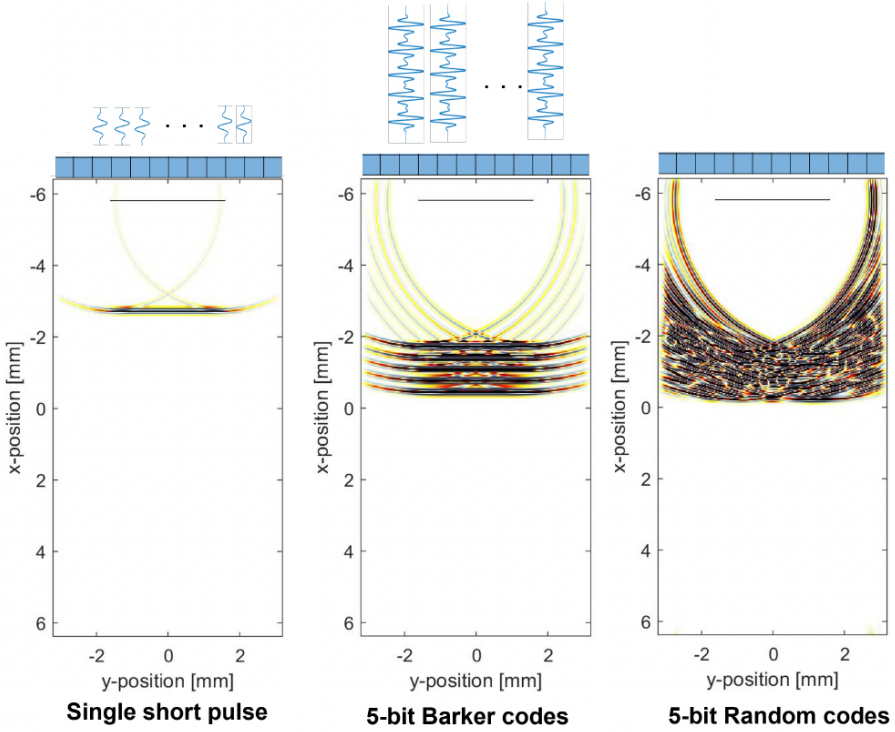 . . .
. . .
-6
-4
-2
0
2
4
6
x-position [mm]
-2 0 2
y-position [mm]
Single short pulse
-6
-4
-2
0
2
4
6
x-position [mm]
-2 0 2
y-position [mm]
5-bit Barker codes
-6
-4
-2
0
2
4
6
x-position [mm]
-2 0 2
y-position [mm]
5-bit Random codes